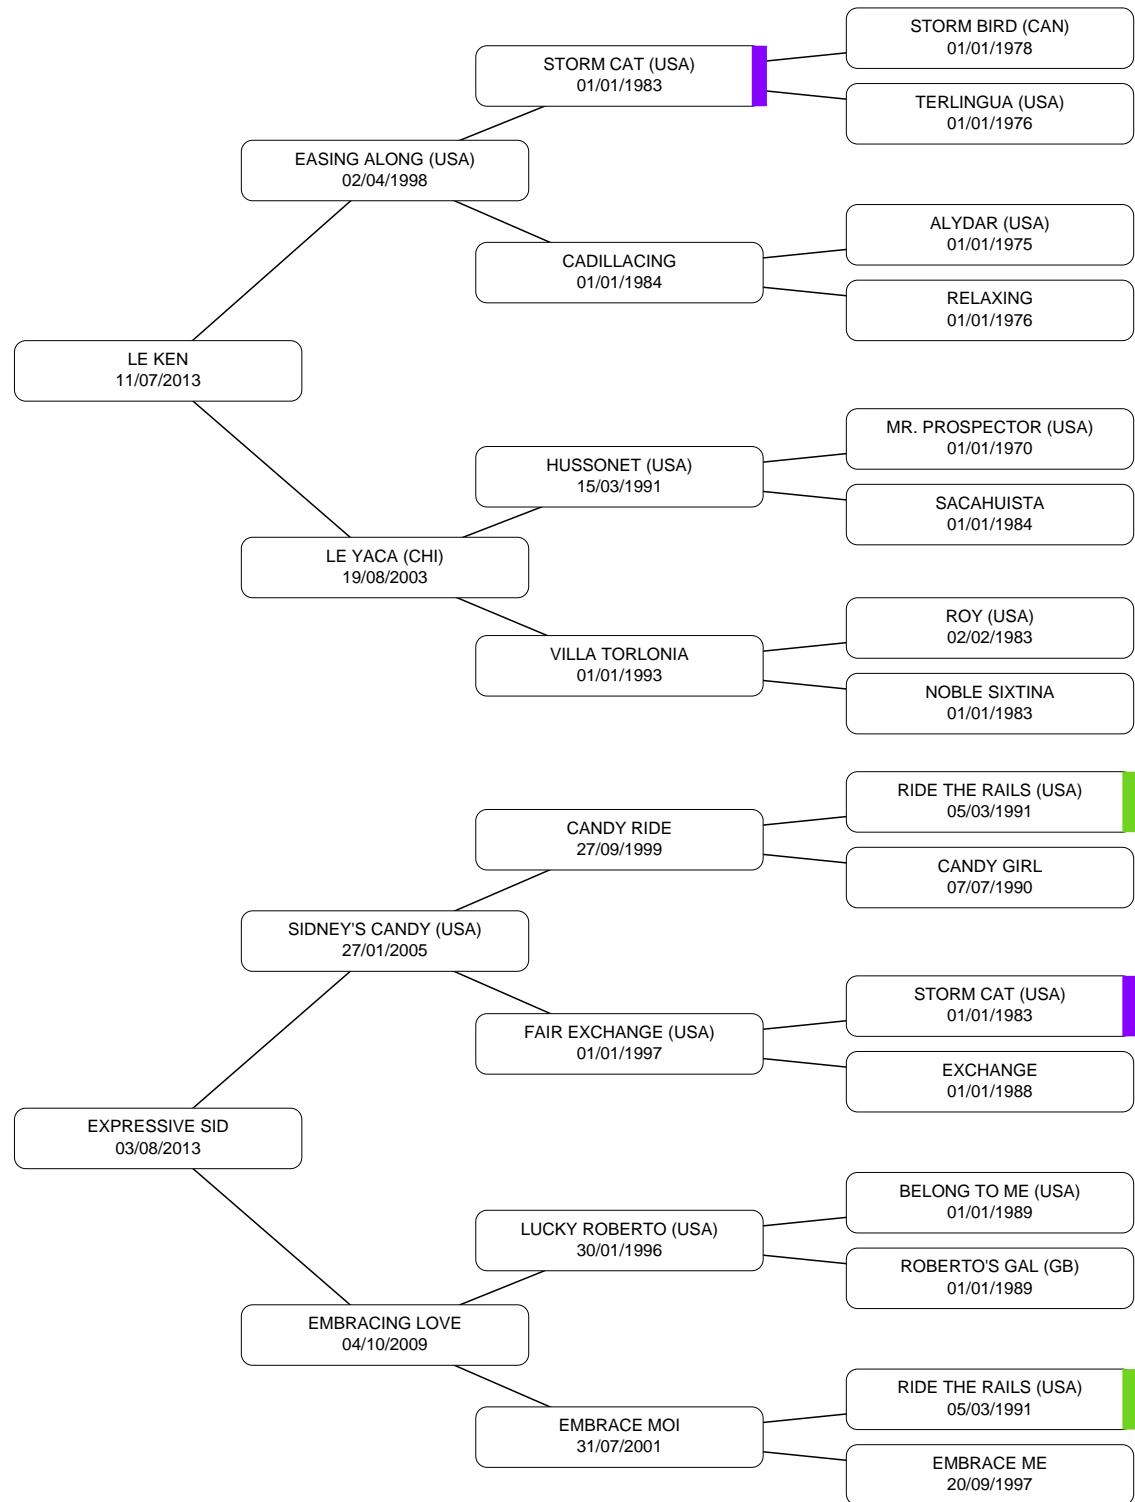 STORM BIRD (CAN)
01/01/1978
STORM CAT (USA)
01/01/1983
TERLINGUA (USA)
01/01/1976
EASING ALONG (USA)
02/04/1998
ALYDAR (USA)
01/01/1975
CADILLACING
01/01/1984
RELAXING
01/01/1976
LE KEN
11/07/2013
MR. PROSPECTOR (USA)
01/01/1970
HUSSONET (USA)
15/03/1991
SACAHUISTA
01/01/1984
LE YACA (CHI)
19/08/2003
ROY (USA)
02/02/1983
VILLA TORLONIA
01/01/1993
NOBLE SIXTINA
01/01/1983
RIDE THE RAILS (USA)
05/03/1991
CANDY RIDE
27/09/1999
CANDY GIRL
07/07/1990
SIDNEY'S CANDY (USA)
27/01/2005
STORM CAT (USA)
01/01/1983
FAIR EXCHANGE (USA)
01/01/1997
EXCHANGE
01/01/1988
EXPRESSIVE SID
03/08/2013
BELONG TO ME (USA)
01/01/1989
LUCKY ROBERTO (USA)
30/01/1996
ROBERTO'S GAL (GB)
01/01/1989
EMBRACING LOVE
04/10/2009
RIDE THE RAILS (USA)
05/03/1991
EMBRACE MOI
31/07/2001
EMBRACE ME
20/09/1997